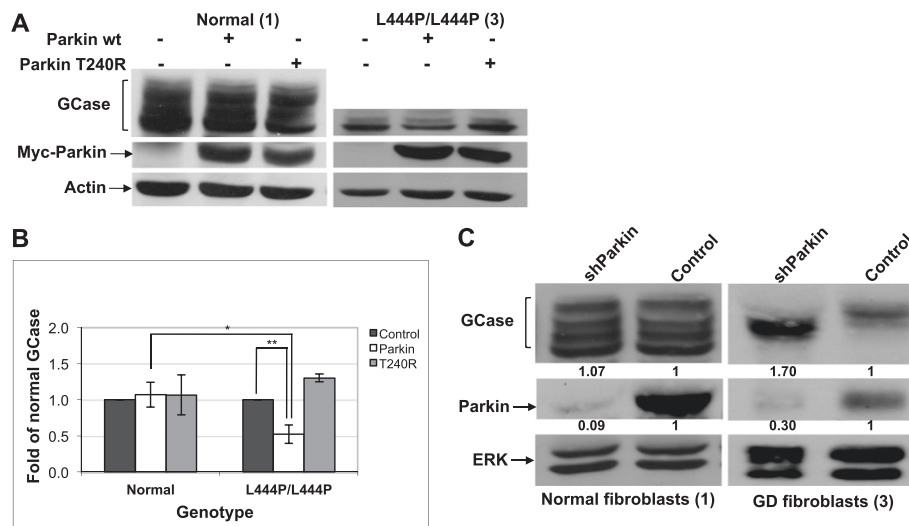 A
Normal (1) L444P/L444P (3)
Parkin wt - + - - + -
Parkin T240R - - + - - +
GCase
Myc-Parkin
Actin
B
2.0
1.5
1.0
0.5
0.0
Fold of normal GCase
* **
Control
Parkin
T240R
Normal L444P/L444P
Genotype
C
shParkin Control shParkin Control
GCase
1.07 1 1.70 1
Parkin
0.09 1 0.30 1
ERK
Normal fibroblasts (1) GD fibroblasts (3)